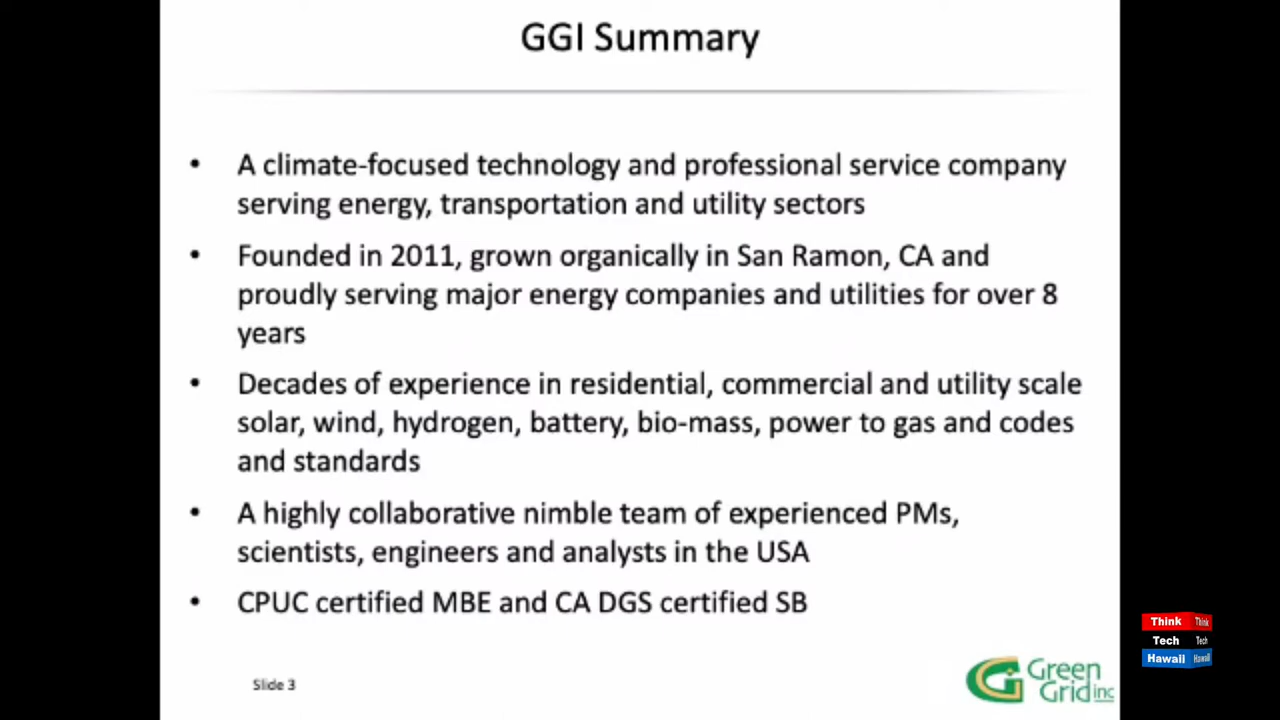 GGI Summary
• A climate-focused technology and professional service company
serving energy, transportation and utility sectors
• Founded in 2011, grown organically in San Ramon, CA and
proudly serving major energy companies and utilities for over 8
years
• Decades of experience in residential, commercial and utility scale
solar, wind, hydrogen, battery, bio-mass, power to gas and codes
and standards
• A highly collaborative nimble team of experienced PMs,
scientists, engineers and analysts in the USA
• CPUC certified MBE and CA DGS certified SB
Think Think
Tech Tech
Hawaii Hawaii
Slide 3
Green
Grid inc